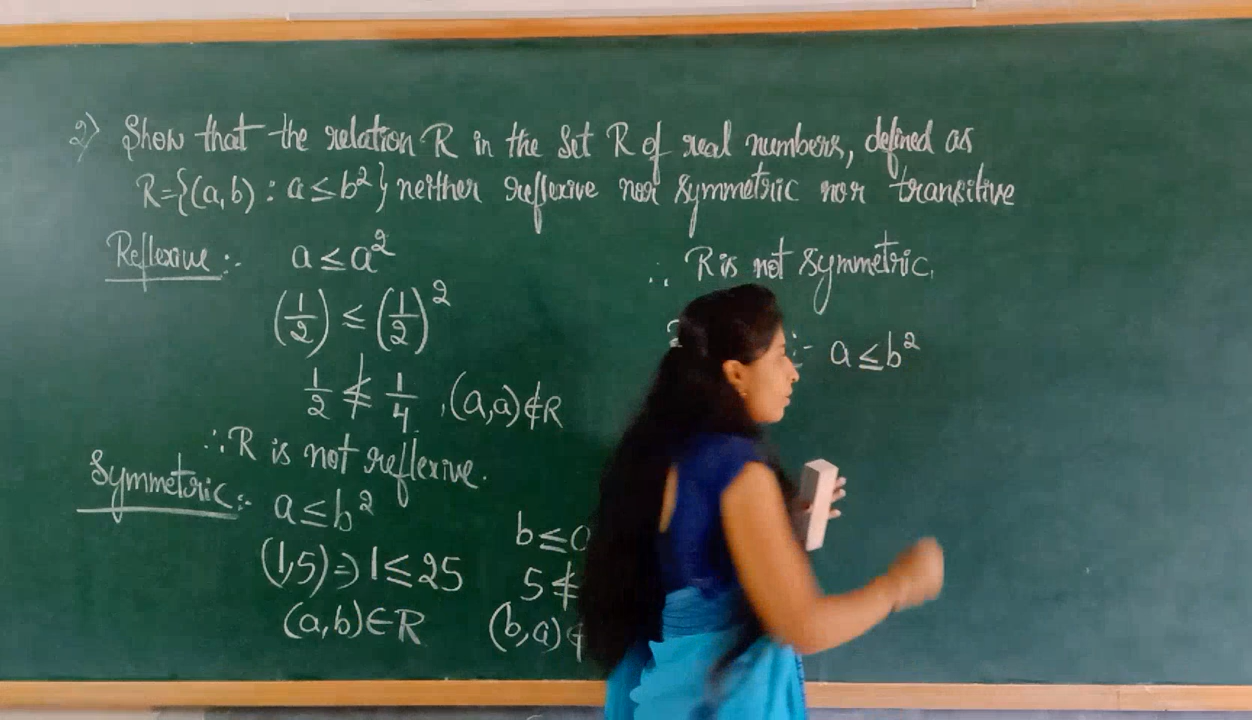 2) Show that the relation R in the set R of real numbers, defined as
R={(a,b) : a≤b²} neither reflexive nor symmetric nor transitive
Reflexive :- a≤a²
(1/2) ≤ (1/2)²
1/2 ≰ 1/4 , (a,a)∉R
∴ R is not reflexive.
Symmetric :- a≤b²
(1,5) ⇒ 1≤25
(a,b)∈R
b≤
5≰
(b,a)
∴ R is not symmetric.
:- a≤b²